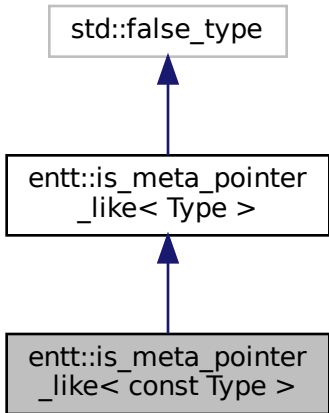 std::false_type
entt::is_meta_pointer
_like< Type >
entt::is_meta_pointer
_like< const Type >